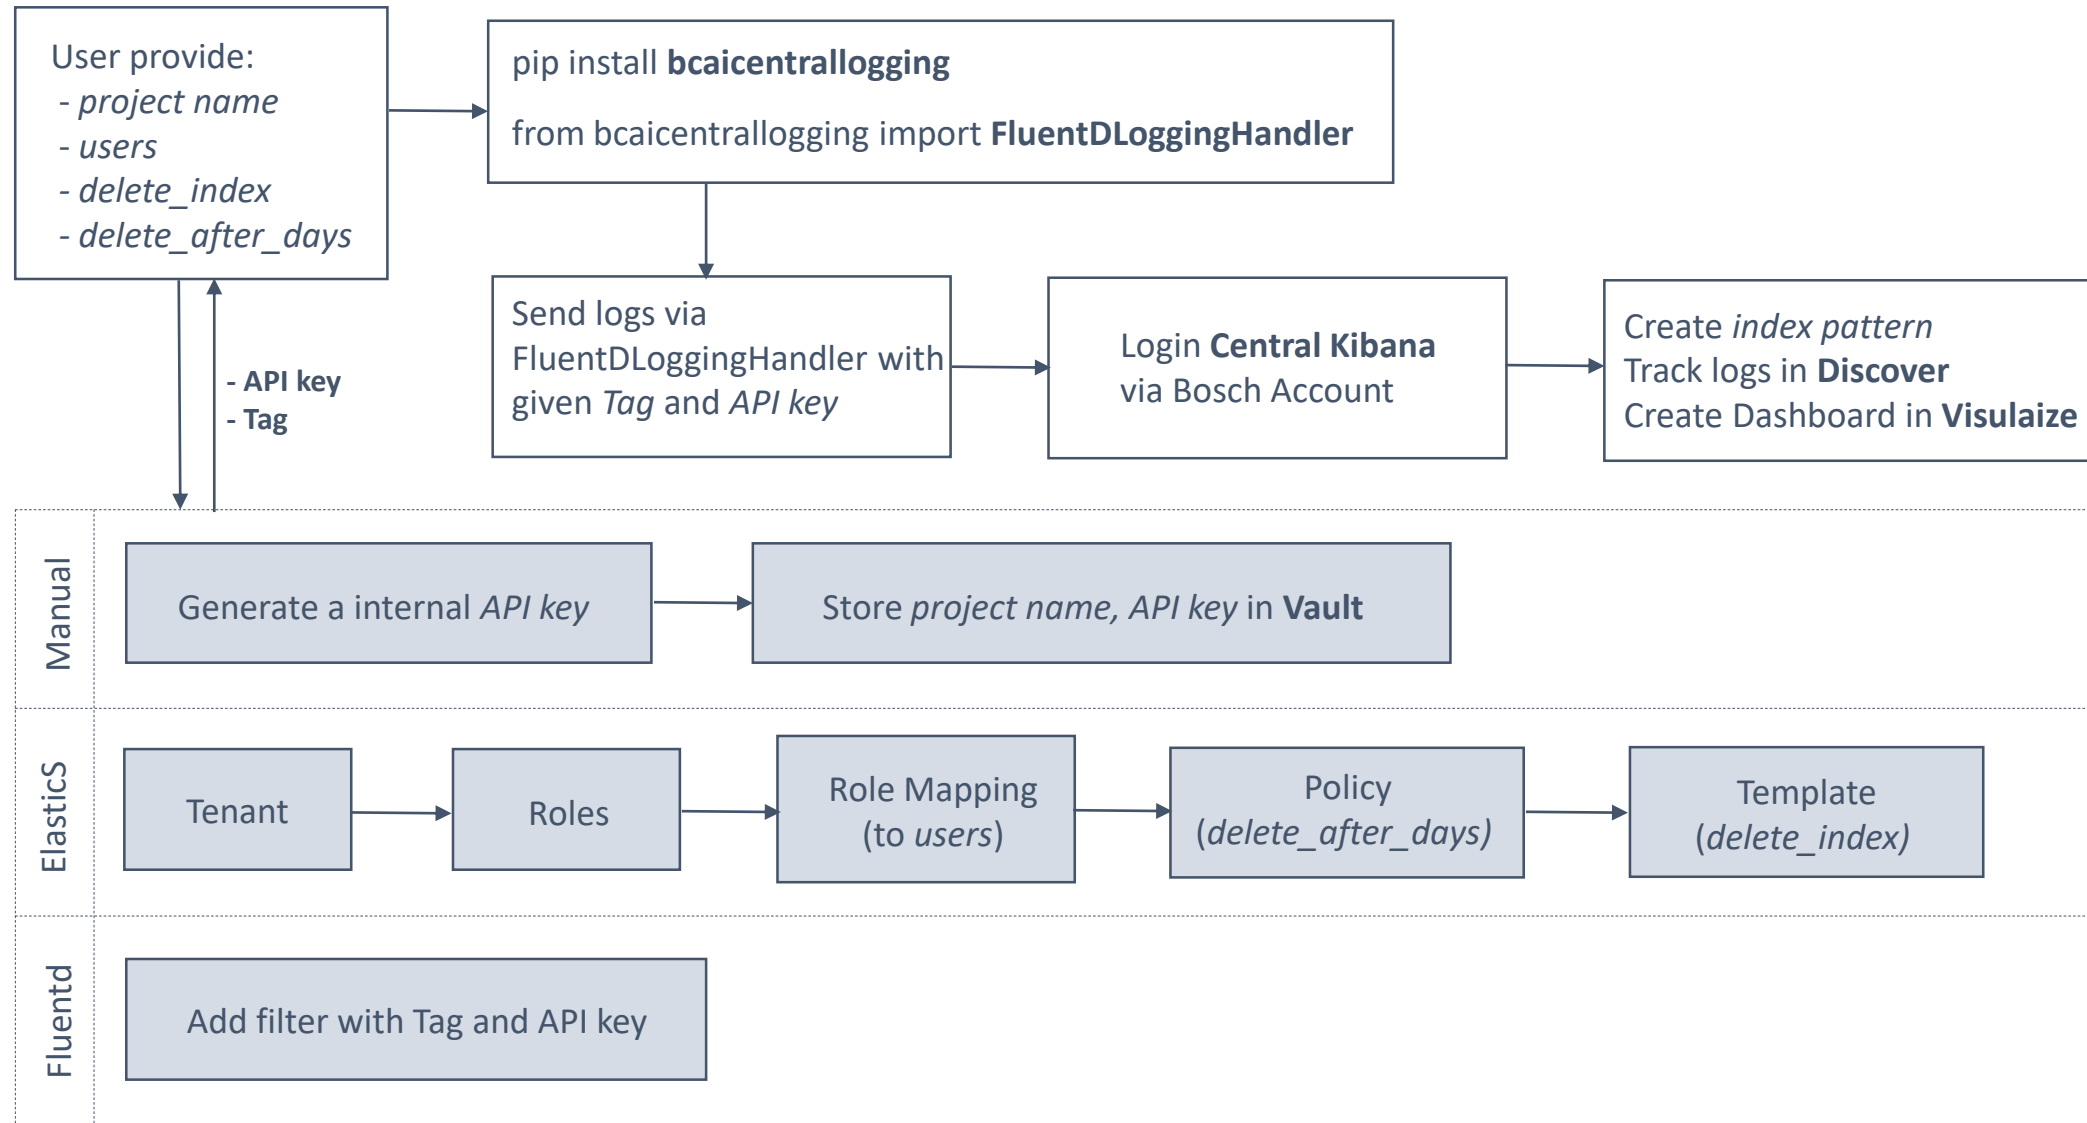 User provide:
- project name
- users
- delete_index
- delete_after_days
pip install bcaicentrallogging
from bcaicentrallogging import FluentDLoggingHandler
Send logs via
FluentDLoggingHandler with
given Tag and API key
Login Central Kibana
via Bosch Account
Create index pattern
Track logs in Discover
Create Dashboard in Visulaize
- API key
- Tag
Manual
Generate a internal API key
Store project name, API key in Vault
ElasticS
Tenant
Roles
Role Mapping
(to users)
Policy
(delete_after_days)
Template
(delete_index)
Fluentd
Add filter with Tag and API key